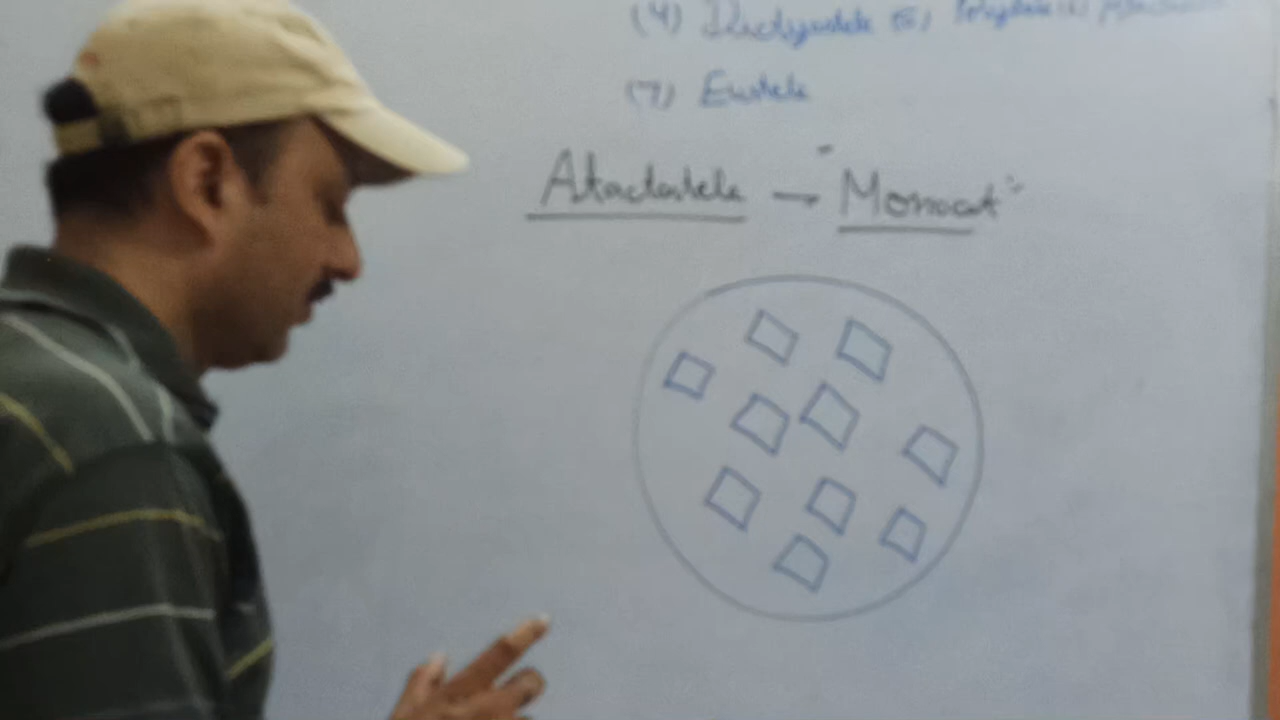 (4) Dictyostele (5) Polystele (6)
(7) Eustele
Atactostele — Monocot